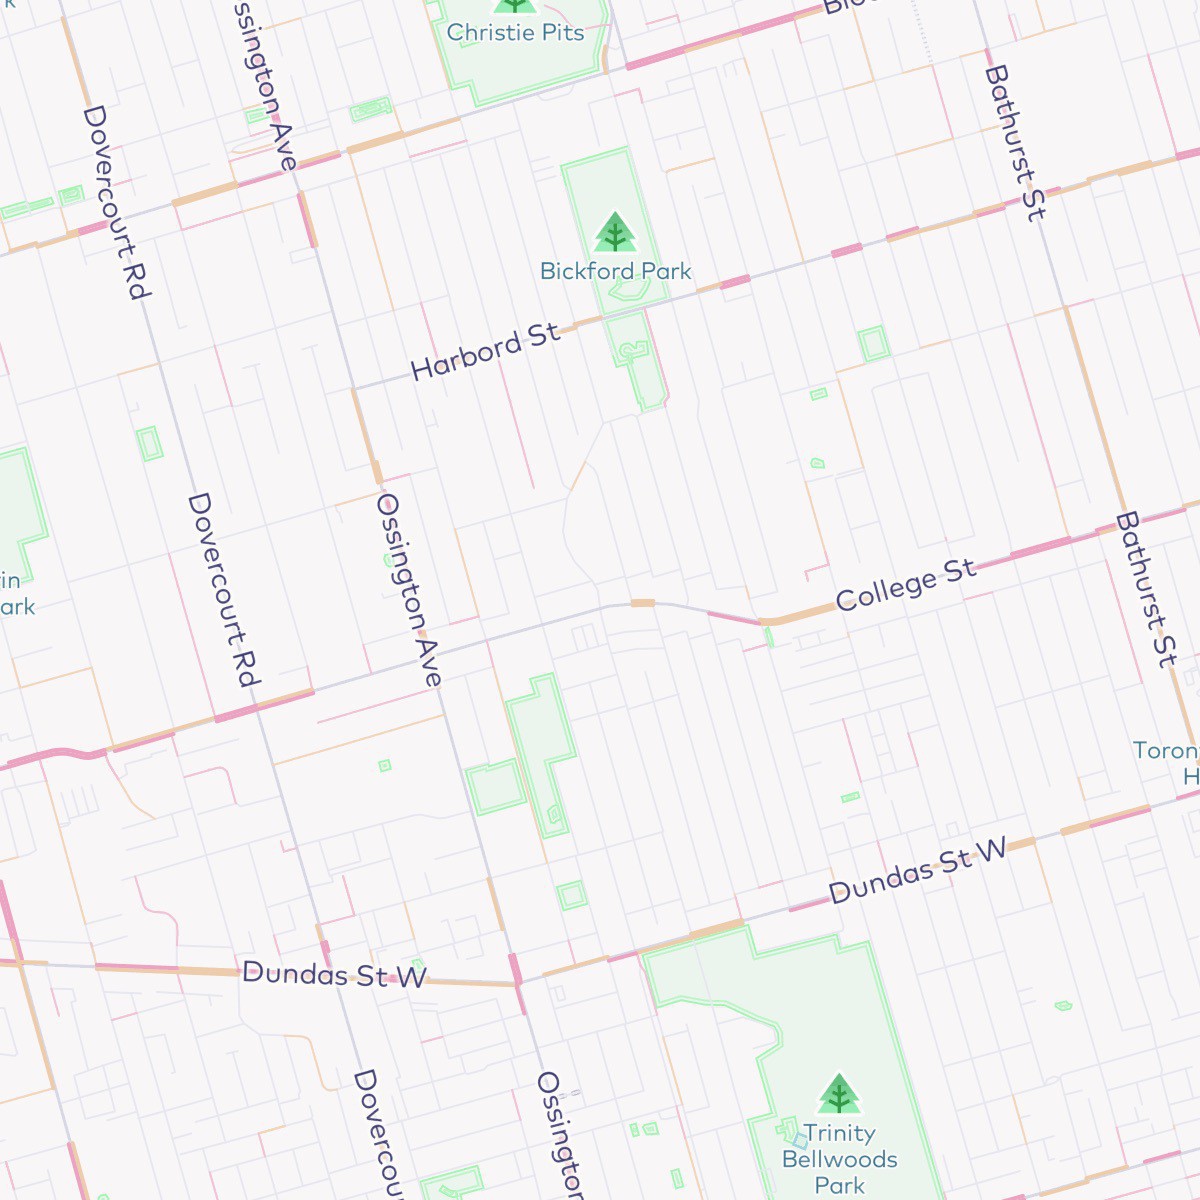 Christie Pits
Ossington Ave
Dovercourt Rd
Bathurst St
Bickford Park
Harbord St
Dovercourt Rd
Ossington Ave
College St
Bathurst St
Dundas St W
Dundas St W
Trinity
Bellwoods
Park